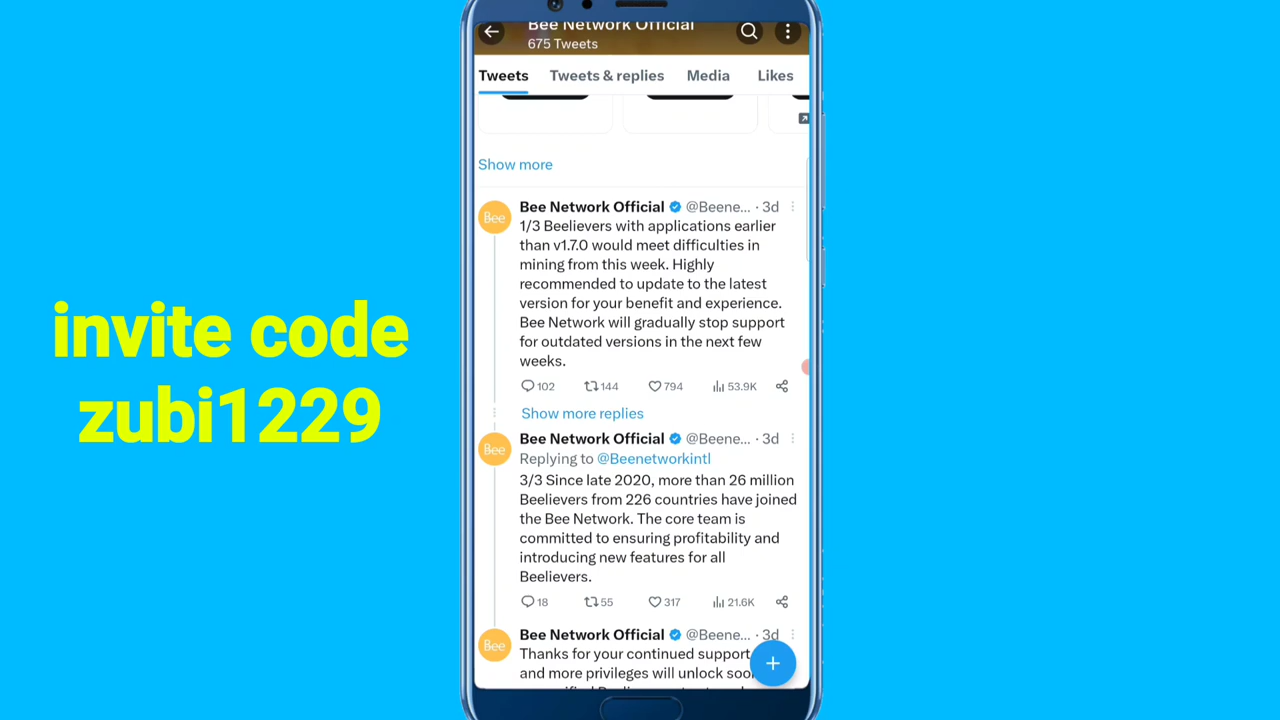 Bee Network Official
675 Tweets
Tweets Tweets & replies Media Likes
Show more
Bee Bee Network Official @Beene... · 3d
1/3 Beelievers with applications earlier
than v1.7.0 would meet difficulties in
mining from this week. Highly
recommended to update to the latest
version for your benefit and experience.
Bee Network will gradually stop support
for outdated versions in the next few
weeks.
102 144 794 53.9K
Show more replies
Bee Bee Network Official @Beene... · 3d
Replying to @Beenetworkintl
3/3 Since late 2020, more than 26 million
Beelievers from 226 countries have joined
the Bee Network. The core team is
committed to ensuring profitability and
introducing new features for all
Beelievers.
18 55 317 21.6K
Bee Bee Network Official @Beene... · 3d
Thanks for your continued support
and more privileges will unlock
invite code
zubi1229